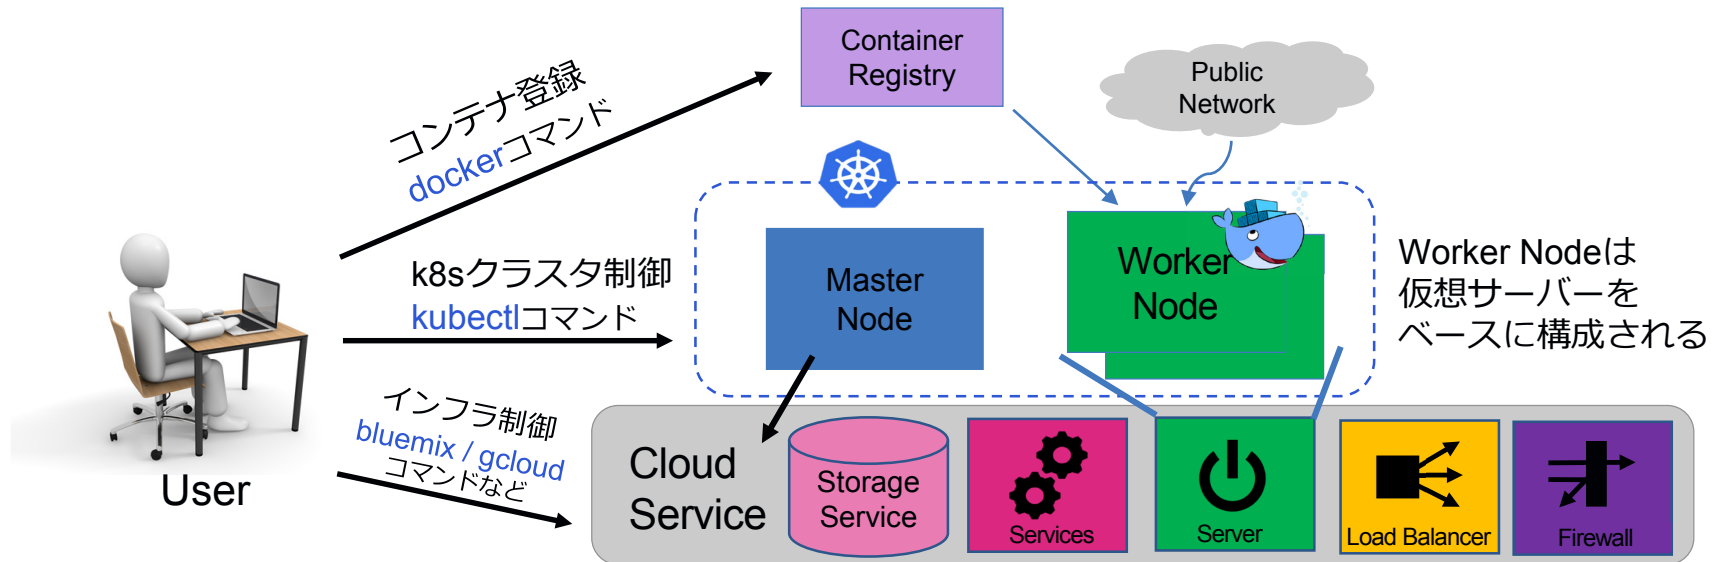 Container
Registry
Public
Network
コンテナ登録
dockerコマンド
k8sクラスタ制御
kubectlコマンド
Master
Node
Worker
Node
Worker Nodeは
仮想サーバーを
ベースに構成される
インフラ制御
bluemix / gcloud
コマンドなど
User
Cloud
Service
Storage
Service
Services
Server
Load Balancer
Firewall